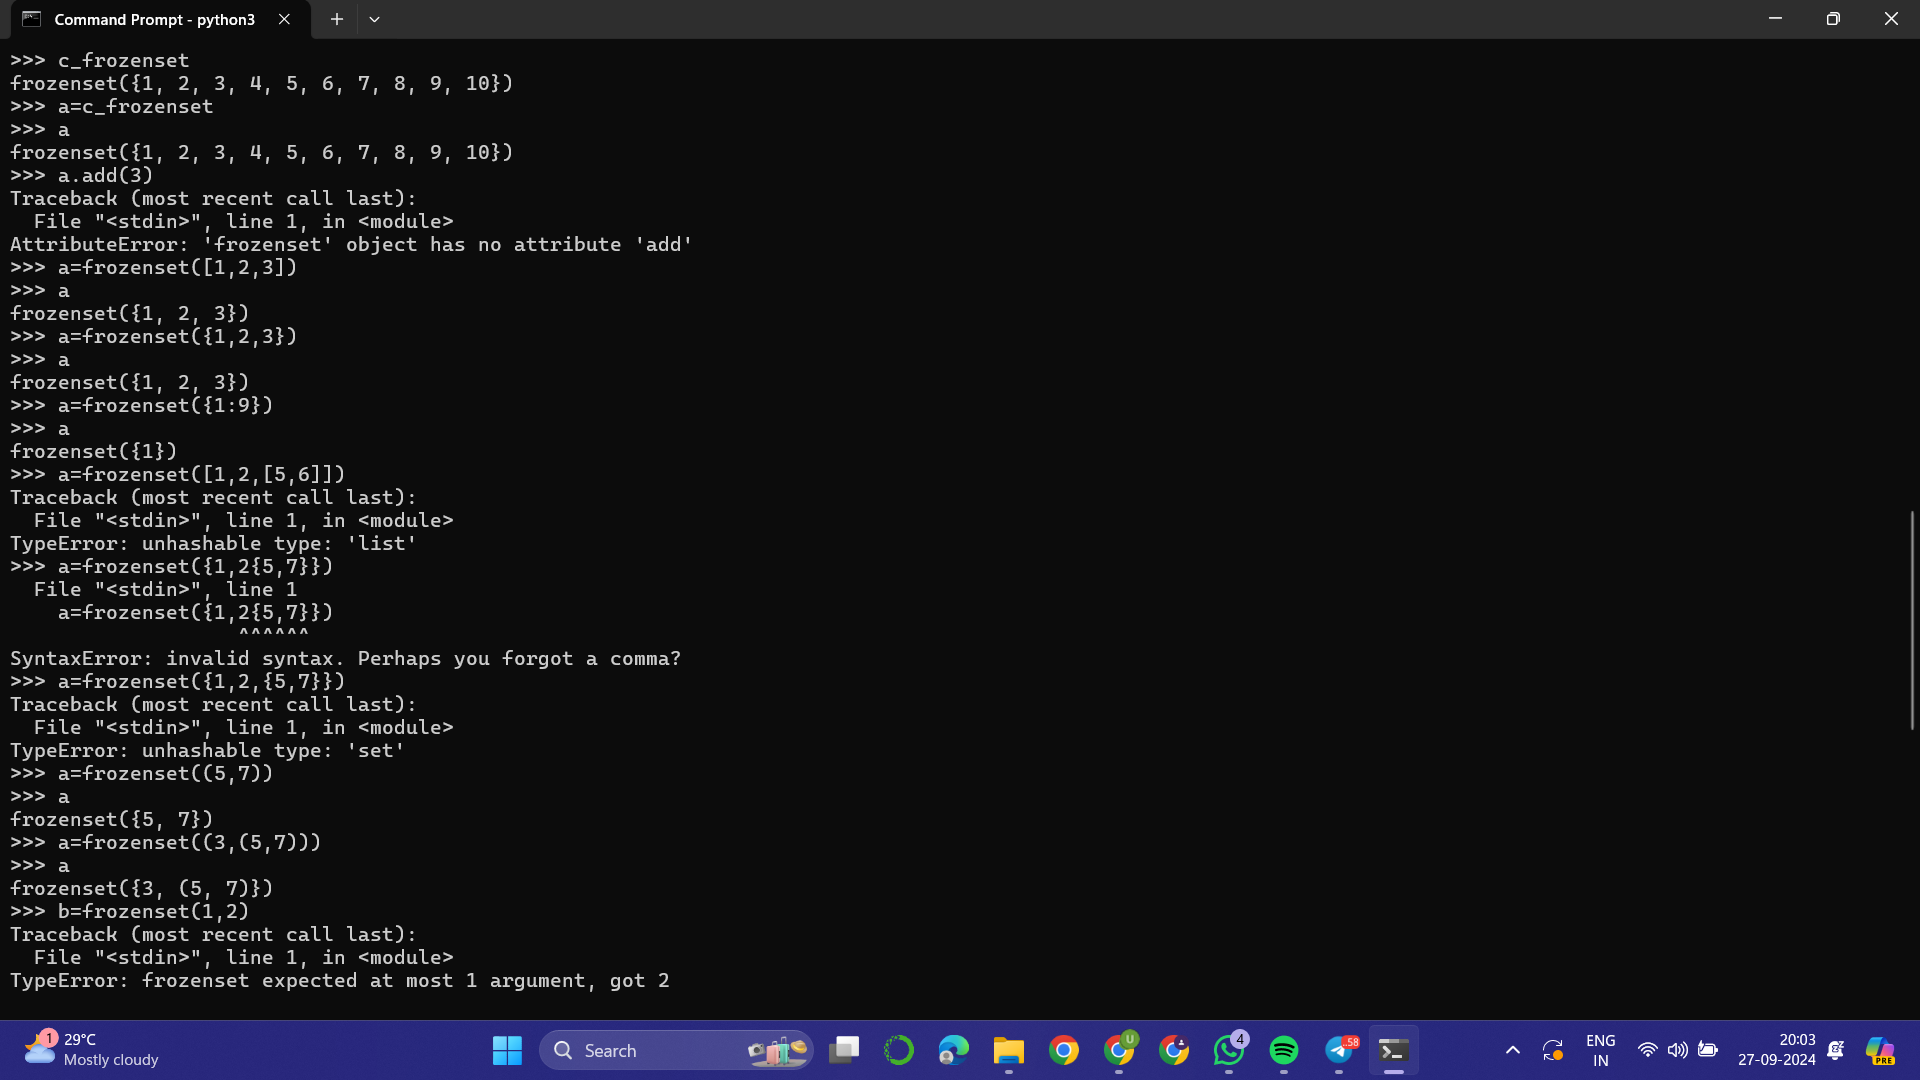 Command Prompt - python3
>>> c_frozenset
frozenset({1, 2, 3, 4, 5, 6, 7, 8, 9, 10})
>>> a=c_frozenset
>>> a
frozenset({1, 2, 3, 4, 5, 6, 7, 8, 9, 10})
>>> a.add(3)
Traceback (most recent call last):
  File "<stdin>", line 1, in <module>
AttributeError: 'frozenset' object has no attribute 'add'
>>> a=frozenset([1,2,3])
>>> a
frozenset({1, 2, 3})
>>> a=frozenset({1,2,3})
>>> a
frozenset({1, 2, 3})
>>> a=frozenset({1:9})
>>> a
frozenset({1})
>>> a=frozenset([1,2,[5,6]])
Traceback (most recent call last):
  File "<stdin>", line 1, in <module>
TypeError: unhashable type: 'list'
>>> a=frozenset({1,2{5,7}})
  File "<stdin>", line 1
    a=frozenset({1,2{5,7}})
                   ^^^^^^
SyntaxError: invalid syntax. Perhaps you forgot a comma?
>>> a=frozenset({1,2,{5,7}})
Traceback (most recent call last):
  File "<stdin>", line 1, in <module>
TypeError: unhashable type: 'set'
>>> a=frozenset((5,7))
>>> a
frozenset({5, 7})
>>> a=frozenset((3,(5,7)))
>>> a
frozenset({3, (5, 7)})
>>> b=frozenset(1,2)
Traceback (most recent call last):
  File "<stdin>", line 1, in <module>
TypeError: frozenset expected at most 1 argument, got 2
1
29°C
Mostly cloudy
Search
U
4
58
ENG
IN
20:03
27-09-2024
PRE